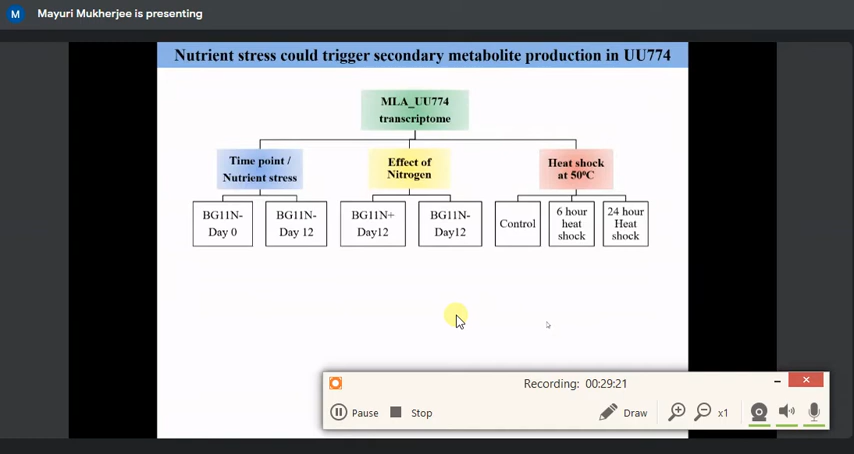 M Mayuri Mukherjee is presenting
Nutrient stress could trigger secondary metabolite production in UU774
MLA_UU774
transcriptome
Time point /
Nutrient stress
Effect of
Nitrogen
Heat shock
at 50⁰C
BG11N-
Day 0
BG11N-
Day 12
BG11N+
Day12
BG11N-
Day12
Control
6 hour
heat
shock
24 hour
Heat
shock
Recording: 00:29:21
Pause
Stop
Draw
x1